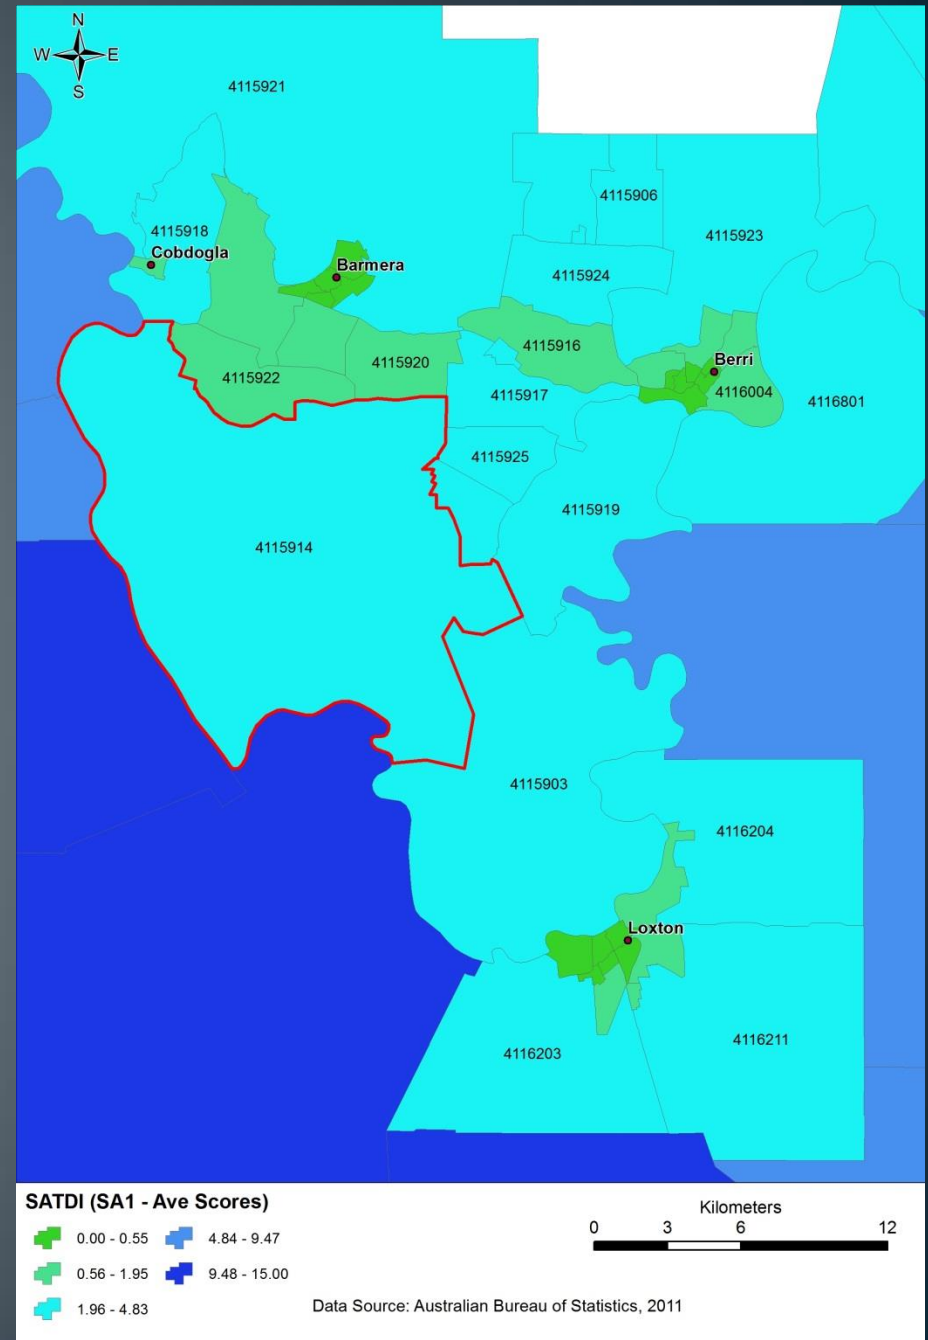 N
W E
S
4115921
4115906
4115918
4115923
Cobdogla
Barmera
4115924
4115916
Berri
4115920
4115922
4116004
4115917
4116801
4115925
4115919
4115914
4115903
4116204
Loxton
4116203
4116211
SATDI (SA1 - Ave Scores)
0.00 - 0.55
4.84 - 9.47
0.56 - 1.95
9.48 - 15.00
1.96 - 4.83
Kilometers
0 3 6 12
Data Source: Australian Bureau of Statistics, 2011